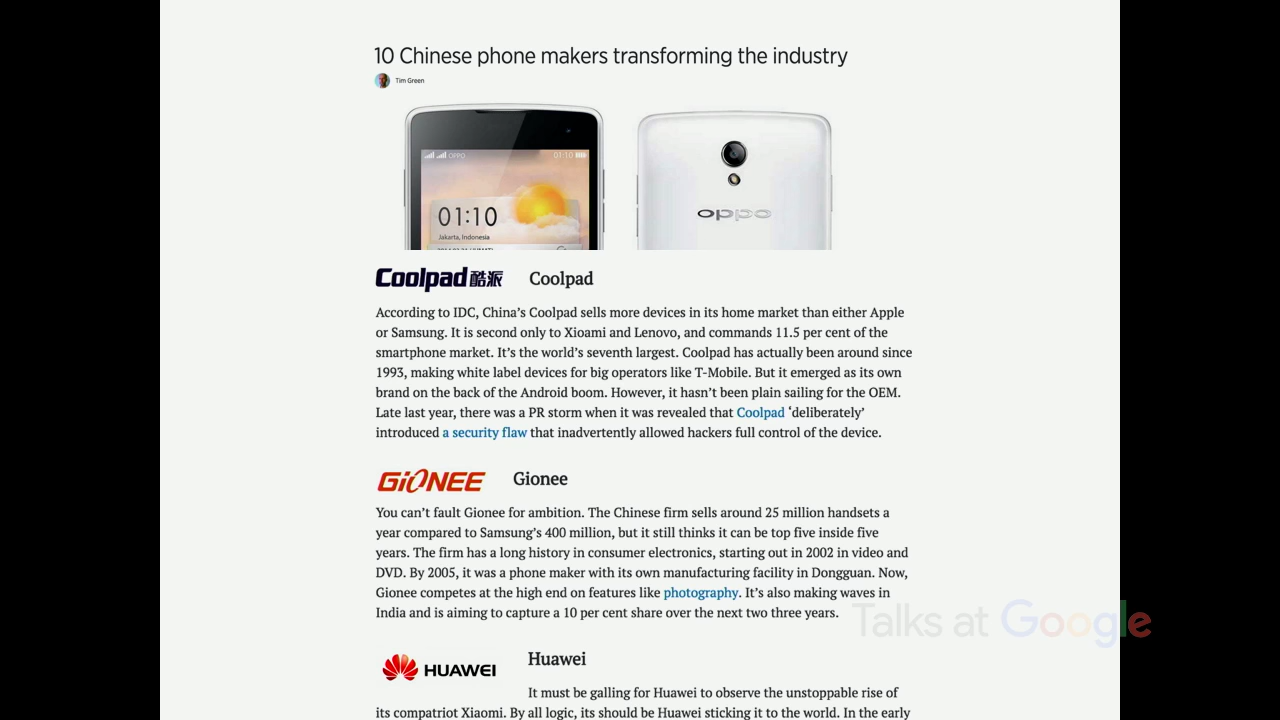 10 Chinese phone makers transforming the industry
Tim Green
OPPO
01:10
01:10
Jakarta, Indonesia
oppo
Coolpad 酷派
Coolpad
According to IDC, China’s Coolpad sells more devices in its home market than either Apple
or Samsung. It is second only to Xioami and Lenovo, and commands 11.5 per cent of the
smartphone market. It’s the world’s seventh largest. Coolpad has actually been around since
1993, making white label devices for big operators like T-Mobile. But it emerged as its own
brand on the back of the Android boom. However, it hasn’t been plain sailing for the OEM.
Late last year, there was a PR storm when it was revealed that Coolpad ‘deliberately’
introduced a security flaw that inadvertently allowed hackers full control of the device.
GIONEE
Gionee
You can’t fault Gionee for ambition. The Chinese firm sells around 25 million handsets a
year compared to Samsung’s 400 million, but it still thinks it can be top five inside five
years. The firm has a long history in consumer electronics, starting out in 2002 in video and
DVD. By 2005, it was a phone maker with its own manufacturing facility in Dongguan. Now,
Gionee competes at the high end on features like photography. It’s also making waves in
India and is aiming to capture a 10 per cent share over the next two three years.
Talks at Google
HUAWEI
Huawei
It must be galling for Huawei to observe the unstoppable rise of
its compatriot Xiaomi. By all logic, its should be Huawei sticking it to the world. In the early